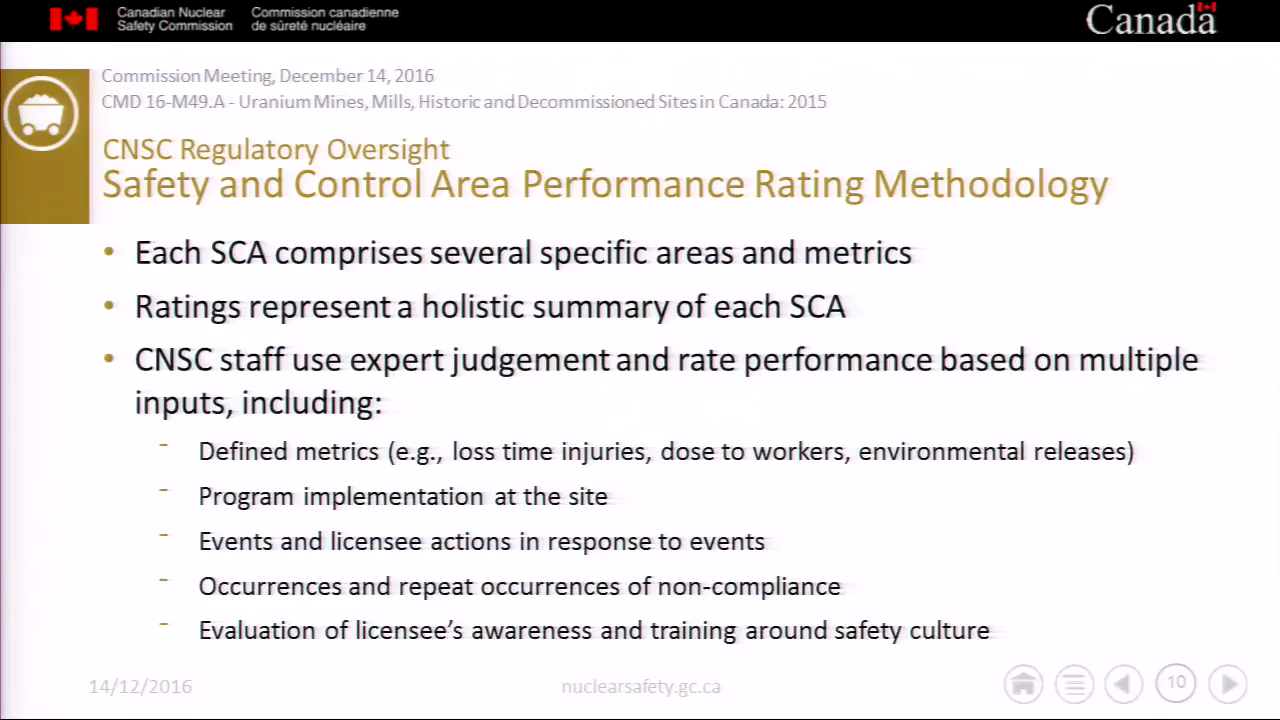 Canadian Nuclear
Safety Commission
Commission canadienne
de sûreté nucléaire
Canada
Commission Meeting, December 14, 2016
CMD 16-M49.A - Uranium Mines, Mills, Historic and Decommissioned Sites in Canada: 2015
CNSC Regulatory Oversight
Safety and Control Area Performance Rating Methodology
• Each SCA comprises several specific areas and metrics
• Ratings represent a holistic summary of each SCA
• CNSC staff use expert judgement and rate performance based on multiple
inputs, including:
- Defined metrics (e.g., loss time injuries, dose to workers, environmental releases)
- Program implementation at the site
- Events and licensee actions in response to events
- Occurrences and repeat occurrences of non-compliance
- Evaluation of licensee's awareness and training around safety culture
14/12/2016
nuclearsafety.gc.ca
10